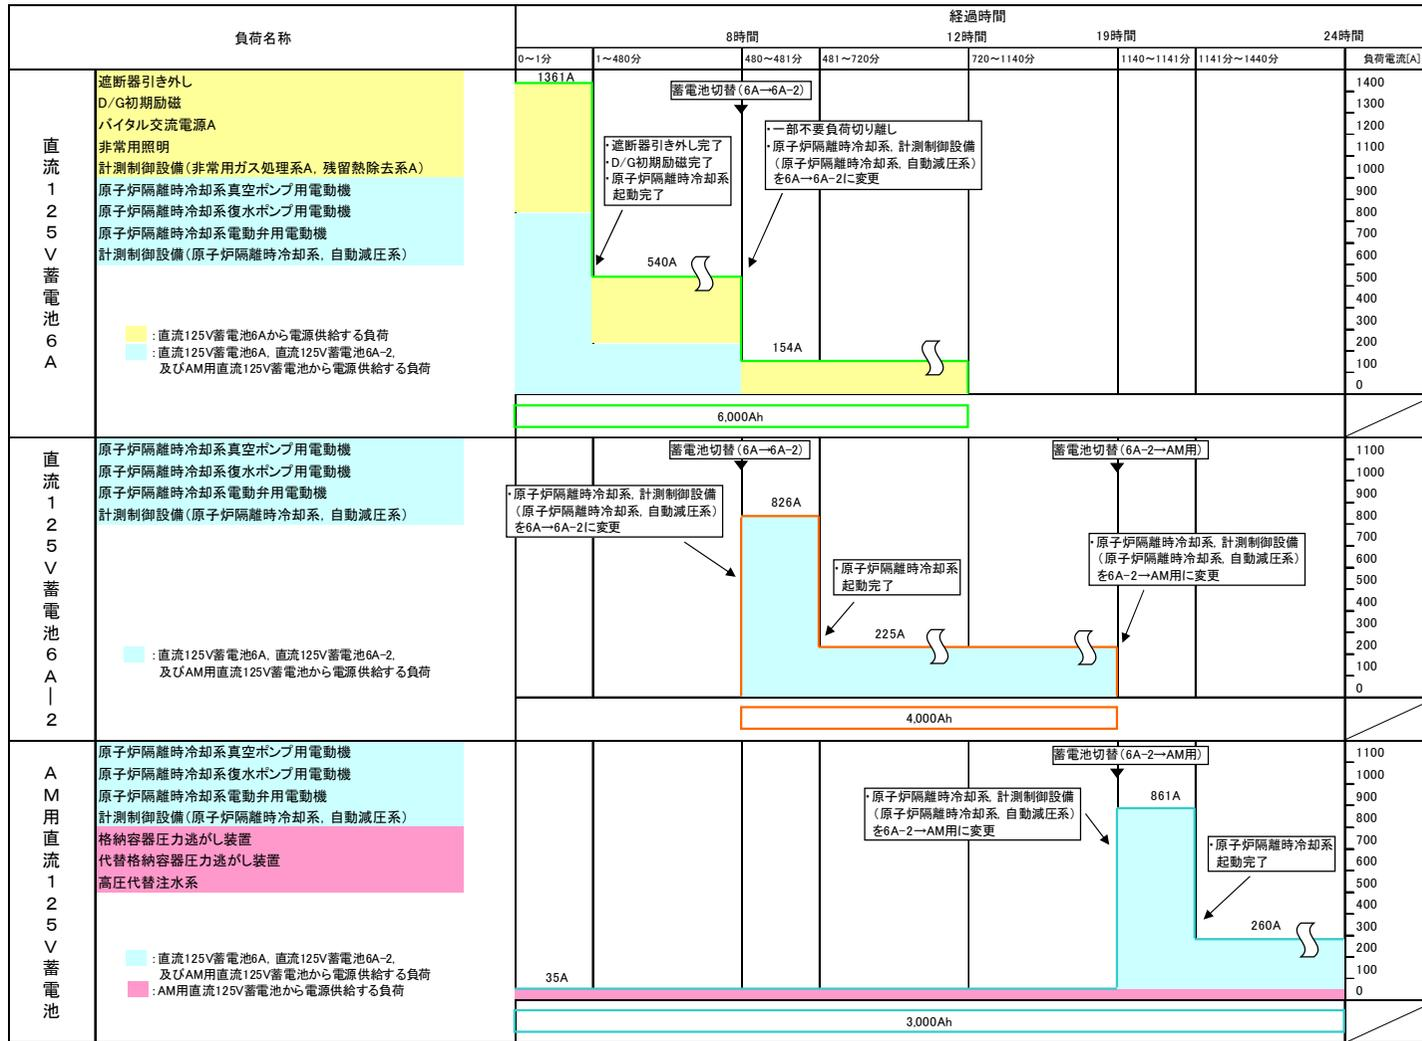 負荷名称
経過時間
8時間
12時間
19時間
24時間
0~1分
1~480分
480~481分
481~720分
720~1140分
1140~1141分
1141分~1440分
負荷電流[A]
直流125V蓄電池6A
遮断器引き外し
D/G初期励磁
バイタル交流電源A
非常用照明
計測制御設備(非常用ガス処理系A, 残留熱除去系A)
原子炉隔離時冷却系真空ポンプ用電動機
原子炉隔離時冷却系復水ポンプ用電動機
原子炉隔離時冷却系電動弁用電動機
計測制御設備(原子炉隔離時冷却系, 自動減圧系)
:直流125V蓄電池6Aから電源供給する負荷
:直流125V蓄電池6A, 直流125V蓄電池6A-2,
及びAM用直流125V蓄電池から電源供給する負荷
1361A
・遮断器引き外し完了
・D/G初期励磁完了
・原子炉隔離時冷却系
起動完了
540A
蓄電池切替(6A→6A-2)
・一部不要負荷切り離し
・原子炉隔離時冷却系, 計測制御設備
(原子炉隔離時冷却系, 自動減圧系)
を6A→6A-2に変更
154A
6,000Ah
1400
1300
1200
1100
1000
900
800
700
600
500
400
300
200
100
0
直流125V蓄電池6A-2
原子炉隔離時冷却系真空ポンプ用電動機
原子炉隔離時冷却系復水ポンプ用電動機
原子炉隔離時冷却系電動弁用電動機
計測制御設備(原子炉隔離時冷却系, 自動減圧系)
:直流125V蓄電池6A, 直流125V蓄電池6A-2,
及びAM用直流125V蓄電池から電源供給する負荷
・原子炉隔離時冷却系, 計測制御設備
(原子炉隔離時冷却系, 自動減圧系)
を6A→6A-2に変更
蓄電池切替(6A→6A-2)
826A
・原子炉隔離時冷却系
起動完了
225A
蓄電池切替(6A-2→AM用)
・原子炉隔離時冷却系, 計測制御設備
(原子炉隔離時冷却系, 自動減圧系)
を6A-2→AM用に変更
4,000Ah
1100
1000
900
800
700
600
500
400
300
200
100
0
AM用直流125V蓄電池
原子炉隔離時冷却系真空ポンプ用電動機
原子炉隔離時冷却系復水ポンプ用電動機
原子炉隔離時冷却系電動弁用電動機
計測制御設備(原子炉隔離時冷却系, 自動減圧系)
格納容器圧力逃がし装置
代替格納容器圧力逃がし装置
高圧代替注水系
:直流125V蓄電池6A, 直流125V蓄電池6A-2,
及びAM用直流125V蓄電池から電源供給する負荷
:AM用直流125V蓄電池から電源供給する負荷
35A
・原子炉隔離時冷却系, 計測制御設備
(原子炉隔離時冷却系, 自動減圧系)
を6A-2→AM用に変更
蓄電池切替(6A-2→AM用)
861A
・原子炉隔離時冷却系
起動完了
260A
3,000Ah
1100
1000
900
800
700
600
500
400
300
200
100
0